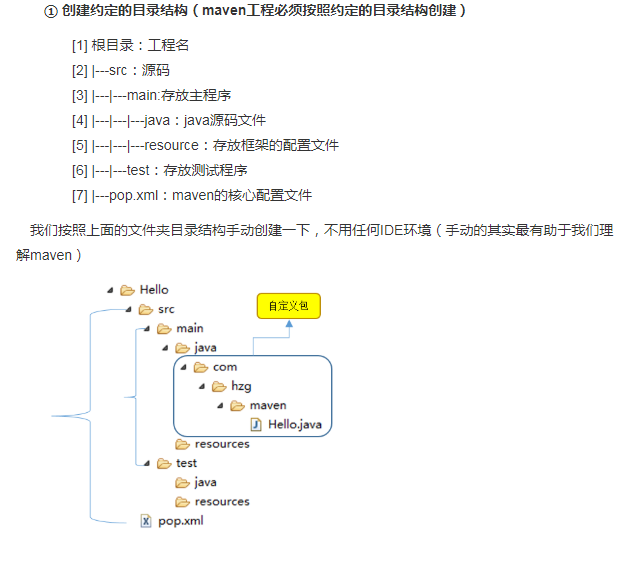 ① 创建约定的目录结构（maven工程必须按照约定的目录结构创建）
[1] 根目录：工程名
[2] |---src：源码
[3] |---|---main:存放主程序
[4] |---|---|---java：java源码文件
[5] |---|---|---resource：存放框架的配置文件
[6] |---|---test：存放测试程序
[7] |---pop.xml：maven的核心配置文件
我们按照上面的文件夹目录结构手动创建一下，不用任何IDE环境（手动的其实最有助于我们理
解maven）
Hello
src
自定义包
main
java
com
hzg
maven
Hello.java
resources
test
java
resources
pop.xml